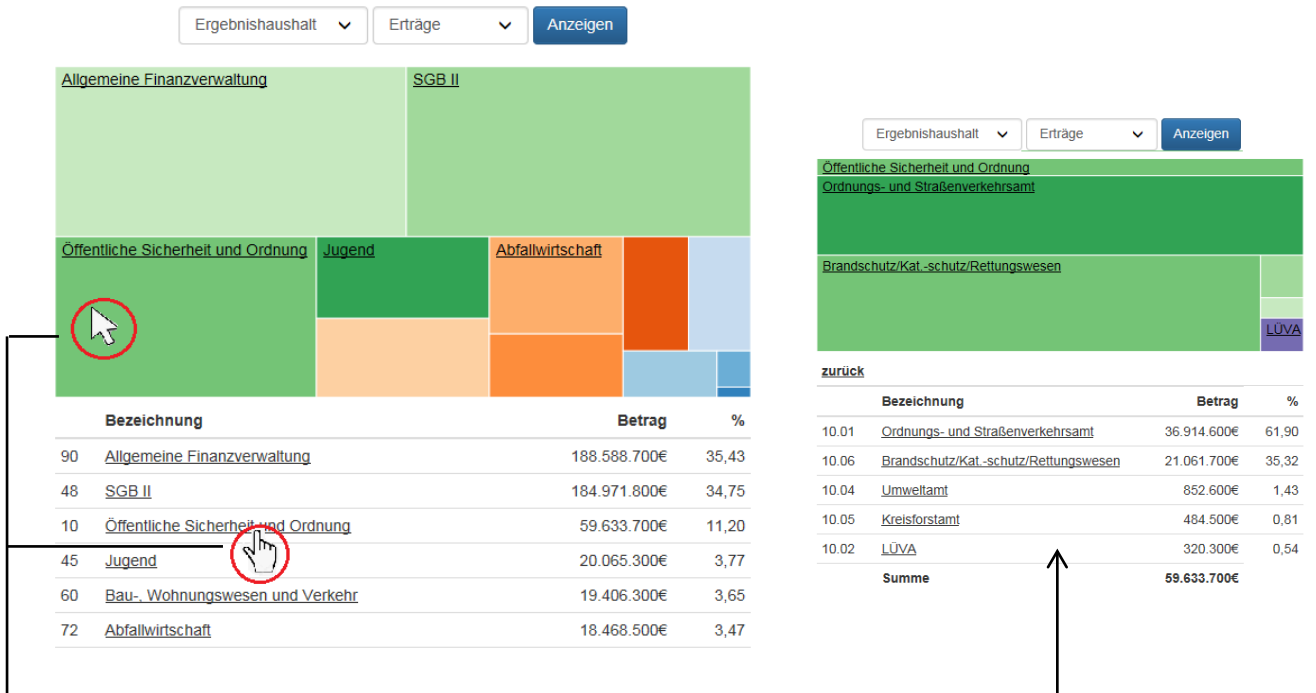 Ergebnishaushalt Erträge Anzeigen
Allgemeine Finanzverwaltung SGB II
Öffentliche Sicherheit und Ordnung Jugend Abfallwirtschaft
Bezeichnung Betrag %
90 Allgemeine Finanzverwaltung 188.588.700€ 35,43
48 SGB II 184.971.800€ 34,75
10 Öffentliche Sicherheit und Ordnung 59.633.700€ 11,20
45 Jugend 20.065.300€ 3,77
60 Bau-, Wohnungswesen und Verkehr 19.406.300€ 3,65
72 Abfallwirtschaft 18.468.500€ 3,47
Ergebnishaushalt Erträge Anzeigen
Öffentliche Sicherheit und Ordnung
Ordnungs- und Straßenverkehrsamt
Brandschutz/Kat.-schutz/Rettungswesen
LÜVA
zurück
Bezeichnung Betrag %
10.01 Ordnungs- und Straßenverkehrsamt 36.914.600€ 61,90
10.06 Brandschutz/Kat.-schutz/Rettungswesen 21.061.700€ 35,32
10.04 Umweltamt 852.600€ 1,43
10.05 Kreisforstamt 484.500€ 0,81
10.02 LÜVA 320.300€ 0,54
Summe 59.633.700€